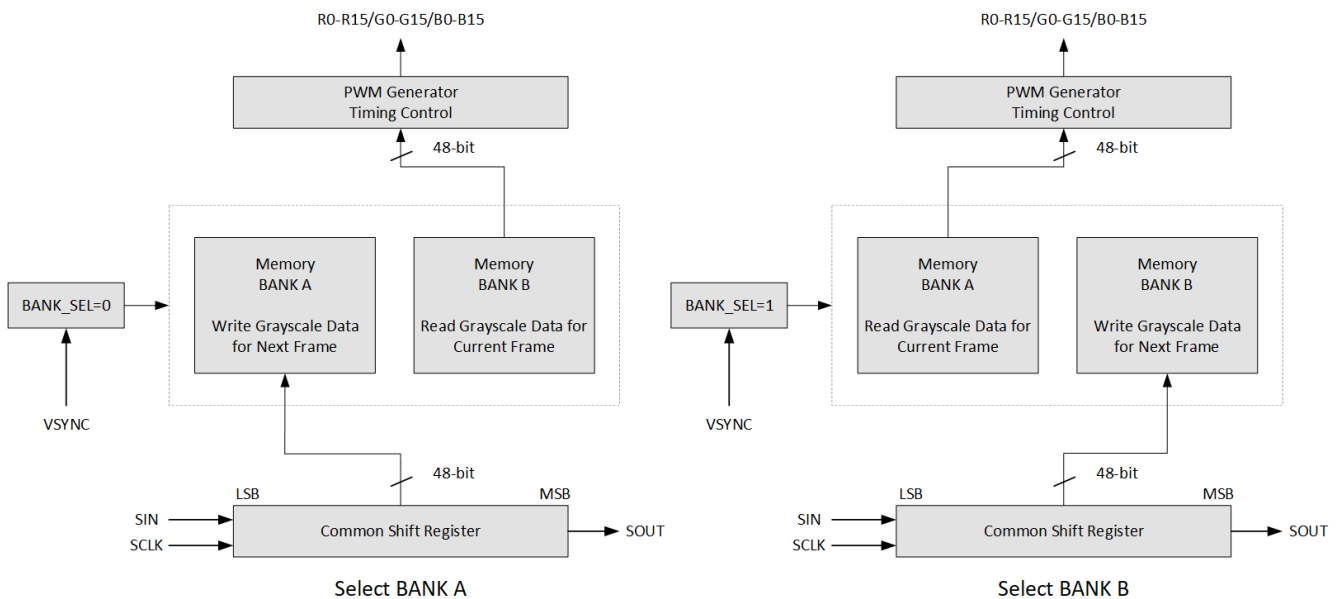 R0-R15/G0-G15/B0-B15
PWM Generator
Timing Control
48-bit
Memory
BANK A
Write Grayscale Data
for Next Frame
Memory
BANK B
Read Grayscale Data for
Current Frame
BANK_SEL=0
VSYNC
48-bit
LSB
MSB
SIN
SCLK
Common Shift Register
SOUT
Select BANK A
R0-R15/G0-G15/B0-B15
PWM Generator
Timing Control
48-bit
Memory
BANK A
Read Grayscale Data for
Current Frame
Memory
BANK B
Write Grayscale Data
for Next Frame
BANK_SEL=1
VSYNC
48-bit
LSB
MSB
SIN
SCLK
Common Shift Register
SOUT
Select BANK B